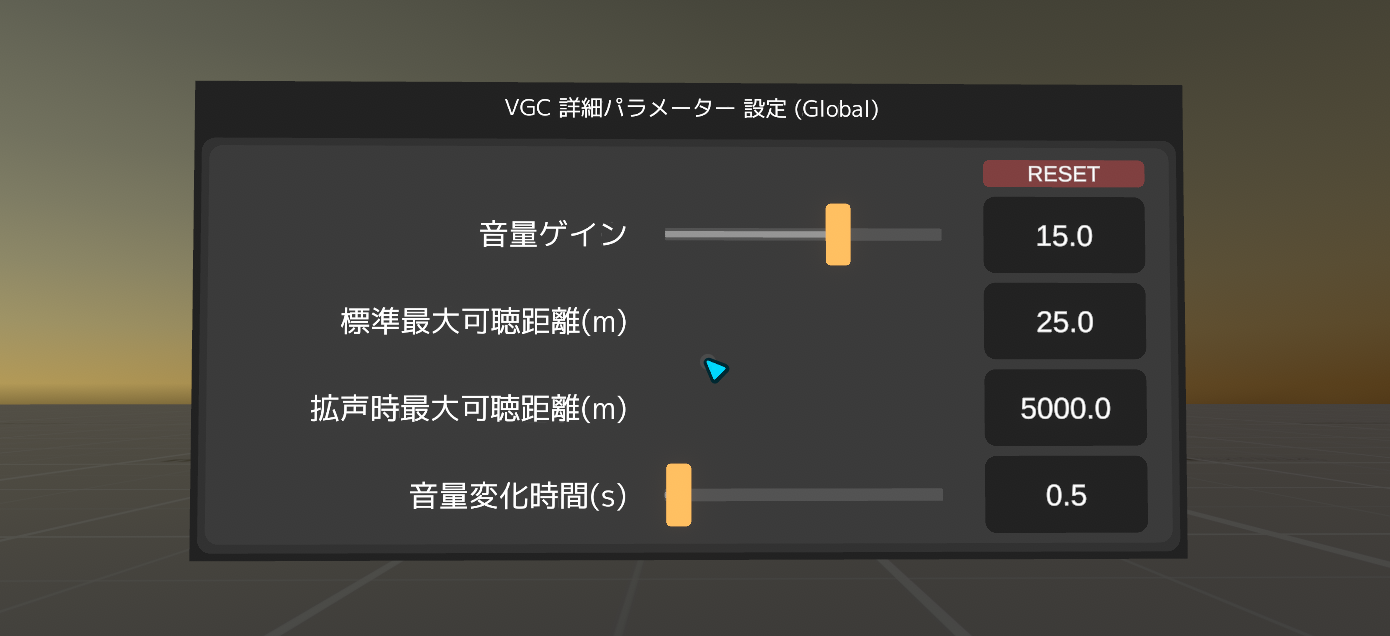 VGC 詳細パラメーター 設定 (Global)
RESET
音量ゲイン 15.0
標準最大可聴距離(m) 25.0
拡声時最大可聴距離(m) 5000.0
音量変化時間(s) 0.5